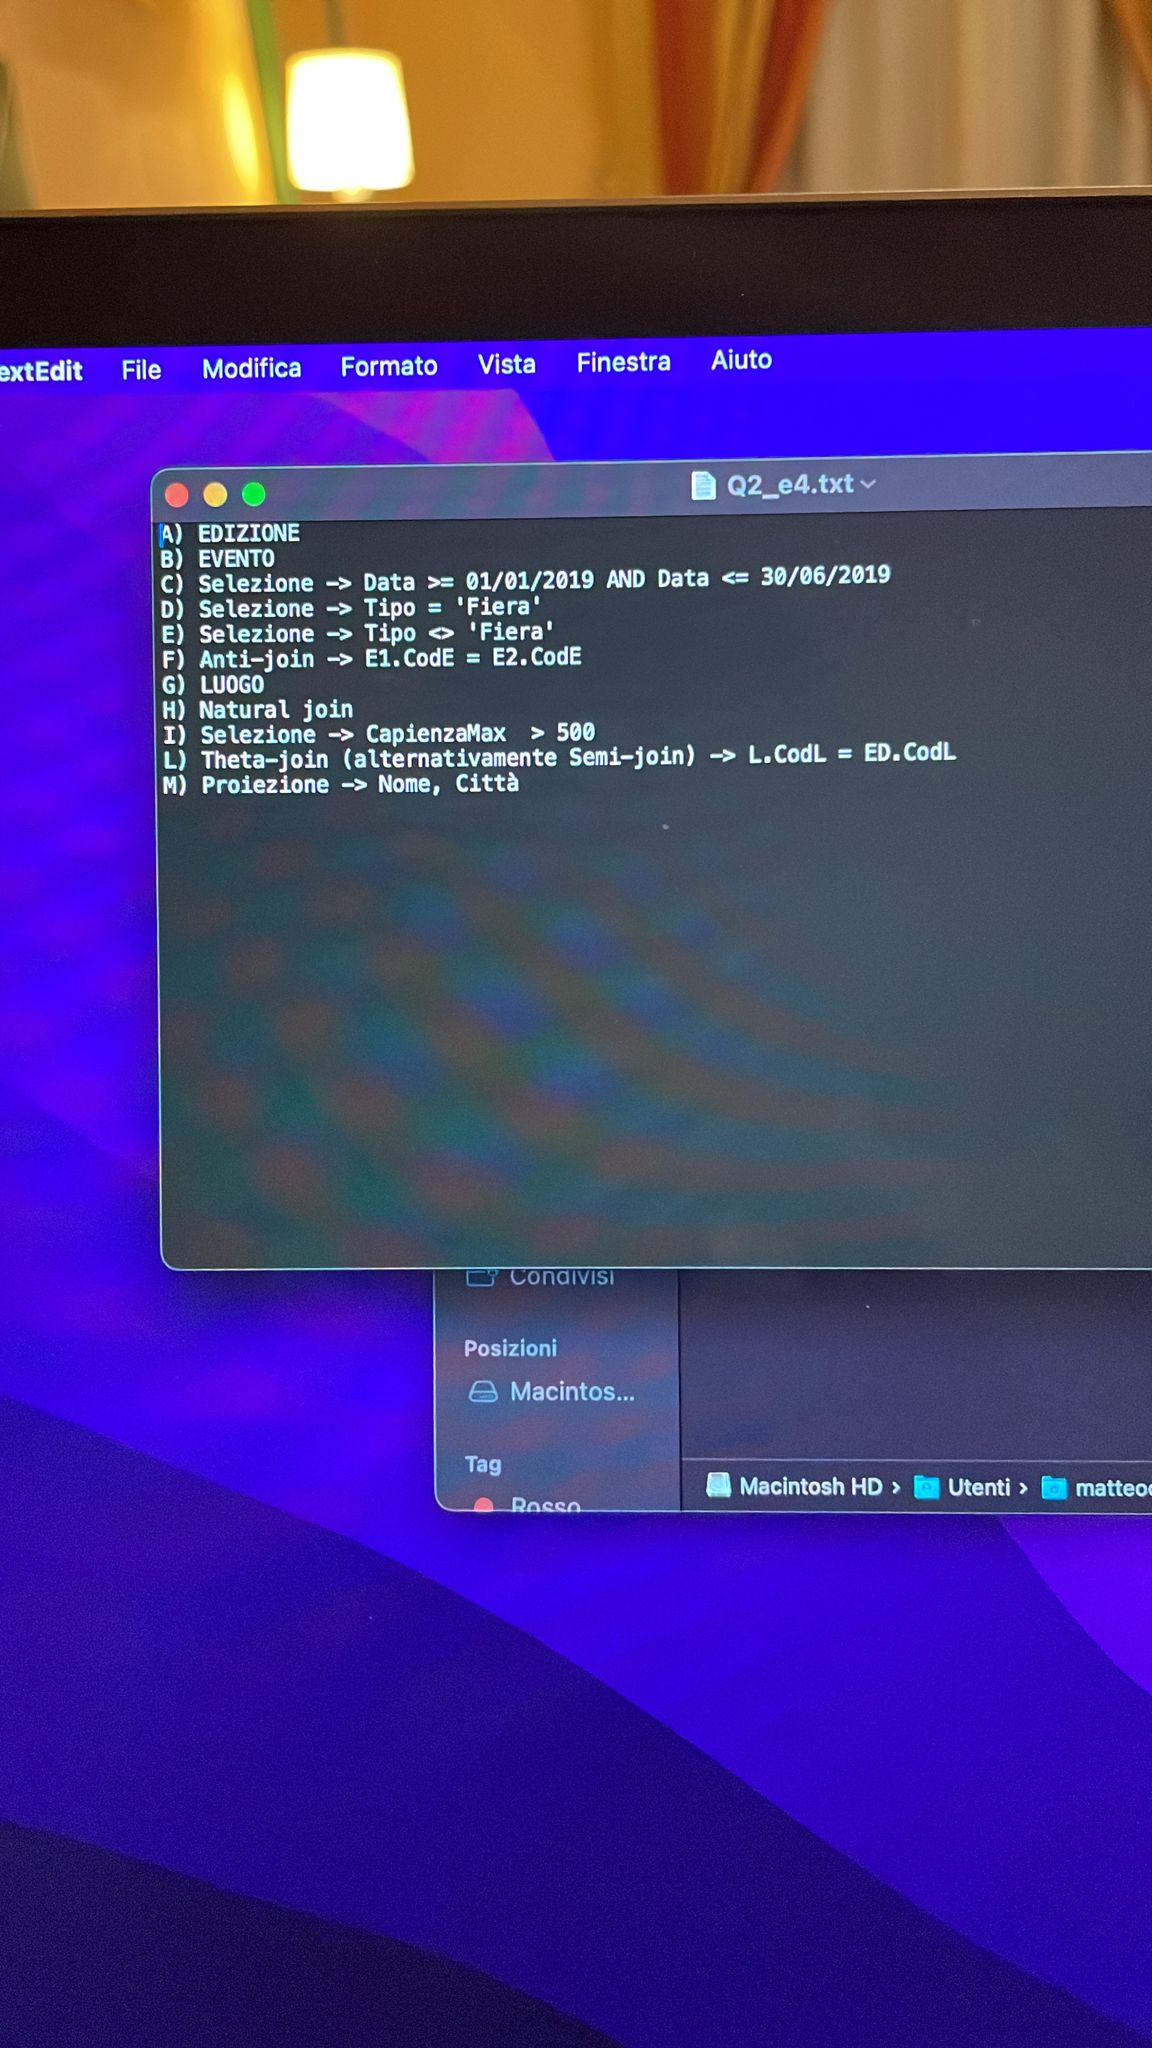 extEdit File Modifica Formato Vista Finestra Aiuto
Q2_e4.txt
A) EDIZIONE
B) EVENTO
C) Selezione -> Data >= 01/01/2019 AND Data <= 30/06/2019
D) Selezione -> Tipo = 'Fiera'
E) Selezione -> Tipo <> 'Fiera'
F) Anti-join -> E1.CodE = E2.CodE
G) LUOGO
H) Natural join
I) Selezione -> CapienzaMax  > 500
L) Theta-join (alternativamente Semi-join) -> L.CodL = ED.CodL
M) Proiezione -> Nome, Città
Condivisi
Posizioni
Macintos...
Tag
Rosso
Macintosh HD > Utenti > matteo